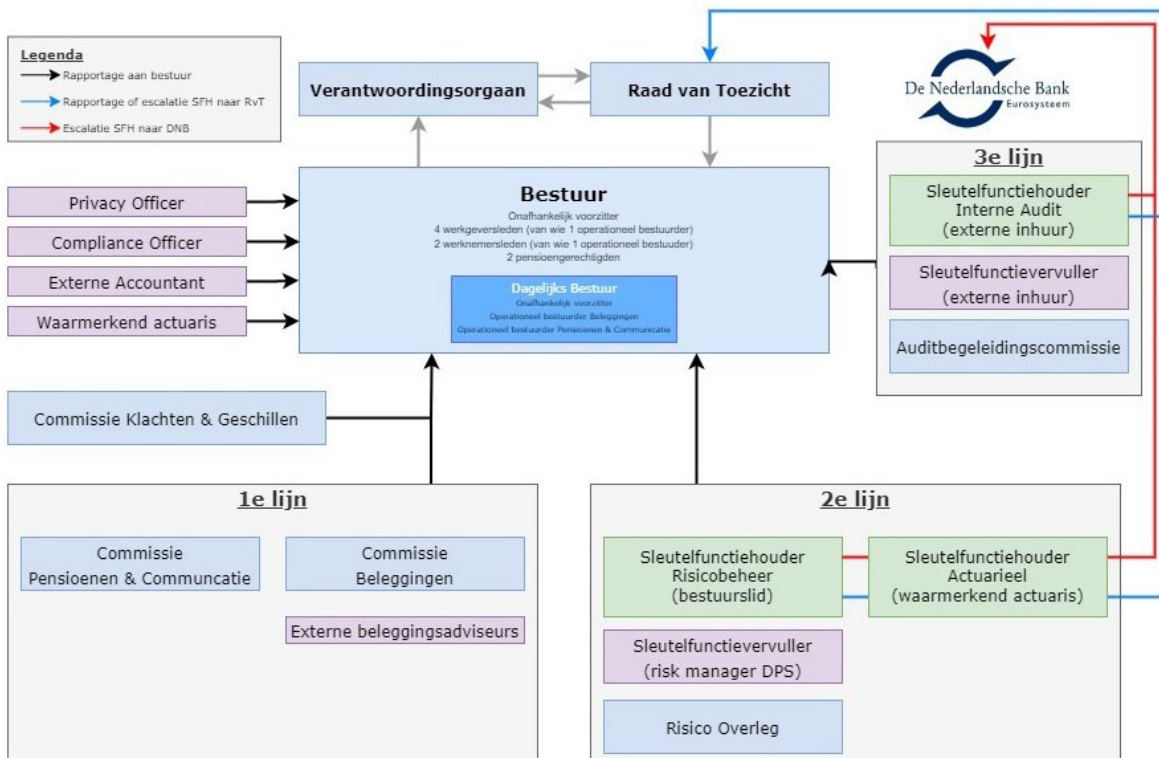 Legenda
Rapportage aan bestuur
Rapportage of escalatie SFH naar RvT
Escalatie SFH naar DNB
Verantwoordingsorgaan
Raad van Toezicht
De Nederlandsche Bank
Eurosysteem
Privacy Officer
Compliance Officer
Externe Accountant
Waarmerkend actuaris
Bestuur
Onafhankelijk voorzitter
4 werkgeversleden (van wie 1 operationeel bestuurder)
2 werknemersleden (van wie 1 operationeel bestuuder)
2 pensioengerechtigden
Dagelijks Bestuur
Onafhankelijk voorzitter
Operationeel bestuurder Beleggingen
Operationeel bestuurder Pensioenen & Communicatie
3e lijn
Sleutelfunctiehouder
Interne Audit
(externe inhuur)
Sleutelfunctievervuller
(externe inhuur)
Auditbegeleidingscommissie
Commissie Klachten & Geschillen
1e lijn
Commissie
Pensioenen & Communcatie
Commissie
Beleggingen
Externe beleggingsadviseurs
2e lijn
Sleutelfunctiehouder
Risicobeheer
(bestuurslid)
Sleutelfunctiehouder
Actuarieel
(waarmerkend actuaris)
Sleutelfunctievervuller
(risk manager DPS)
Risico Overleg